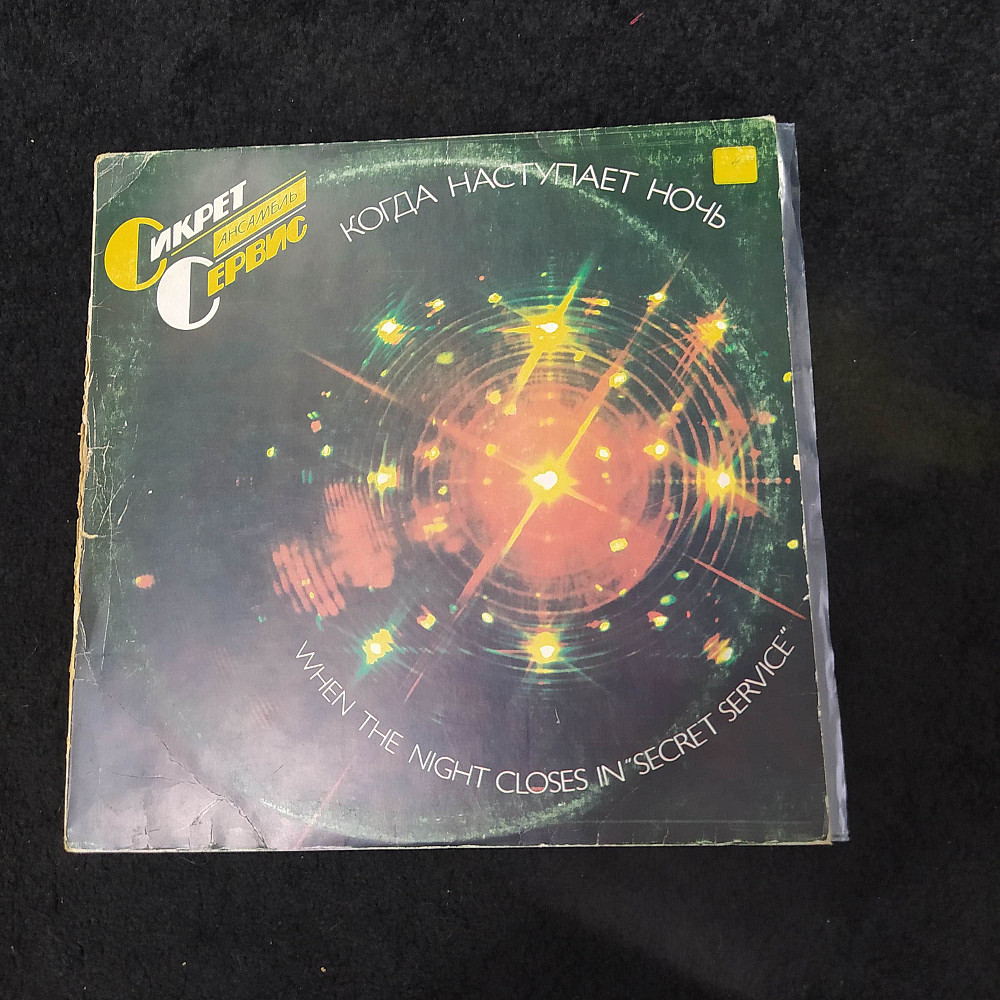 СИКРЕТ
АНСАМБЛЬ
СЕРВИС
КОГДА НАСТУПАЕТ НОЧЬ
WHEN THE NIGHT CLOSES IN "SECRET SERVICE"